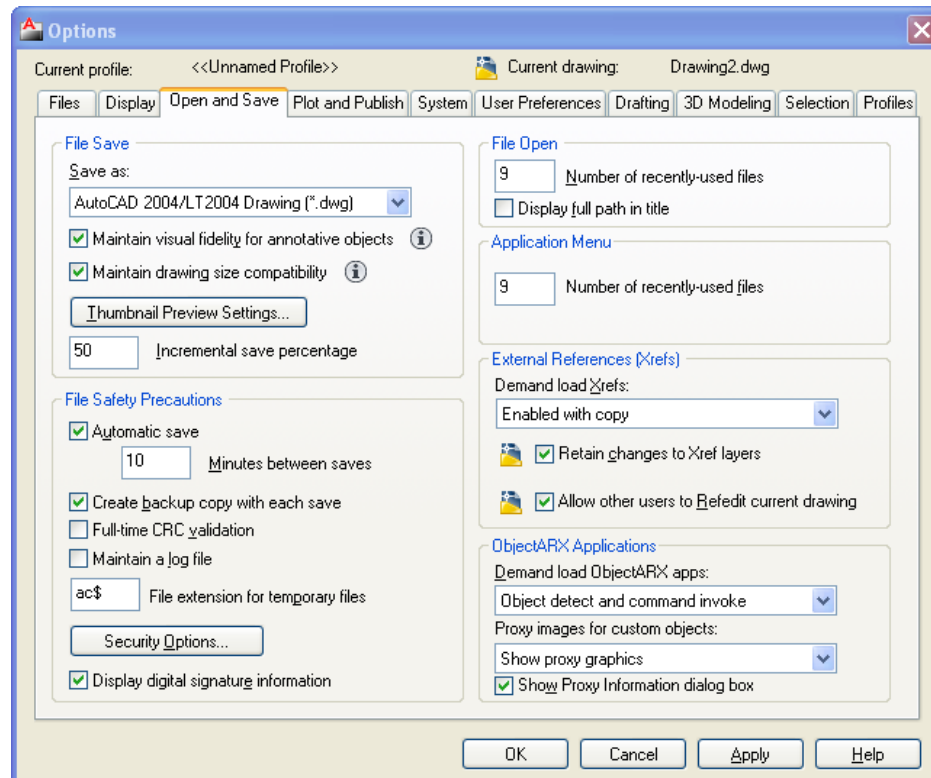 Options
Current profile: <<Unnamed Profile>> Current drawing: Drawing2.dwg
Files Display Open and Save Plot and Publish System User Preferences Drafting 3D Modeling Selection Profiles
File Save
Save as:
AutoCAD 2004/LT2004 Drawing (*.dwg)
Maintain visual fidelity for annotative objects
Maintain drawing size compatibility
Thumbnail Preview Settings...
50 Incremental save percentage
File Safety Precautions
Automatic save
10 Minutes between saves
Create backup copy with each save
Full-time CRC validation
Maintain a log file
ac$ File extension for temporary files
Security Options...
Display digital signature information
File Open
9 Number of recently-used files
Display full path in title
Application Menu
9 Number of recently-used files
External References (Xrefs)
Demand load Xrefs:
Enabled with copy
Retain changes to Xref layers
Allow other users to Refedit current drawing
ObjectARX Applications
Demand load ObjectARX apps:
Object detect and command invoke
Proxy images for custom objects:
Show proxy graphics
Show Proxy Information dialog box
OK Cancel Apply Help